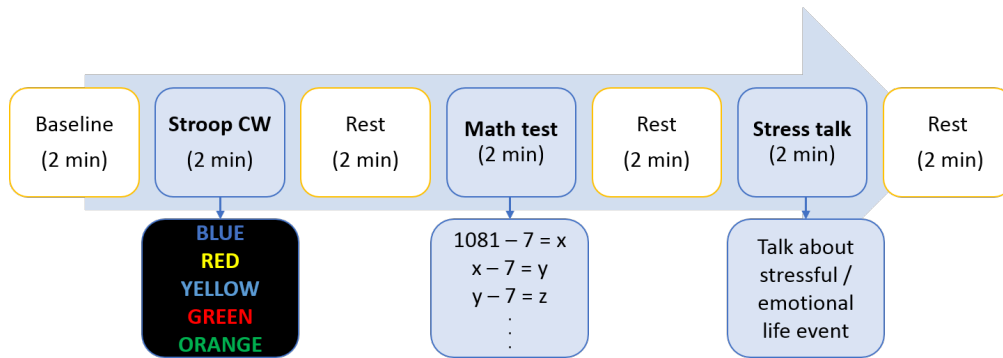 Baseline
(2 min)
Stroop CW
(2 min)
Rest
(2 min)
Math test
(2 min)
Rest
(2 min)
Stress talk
(2 min)
Rest
(2 min)
BLUE
RED
YELLOW
GREEN
ORANGE
1081 – 7 = x
x – 7 = y
y – 7 = z
.
.
.
Talk about
stressful /
emotional
life event